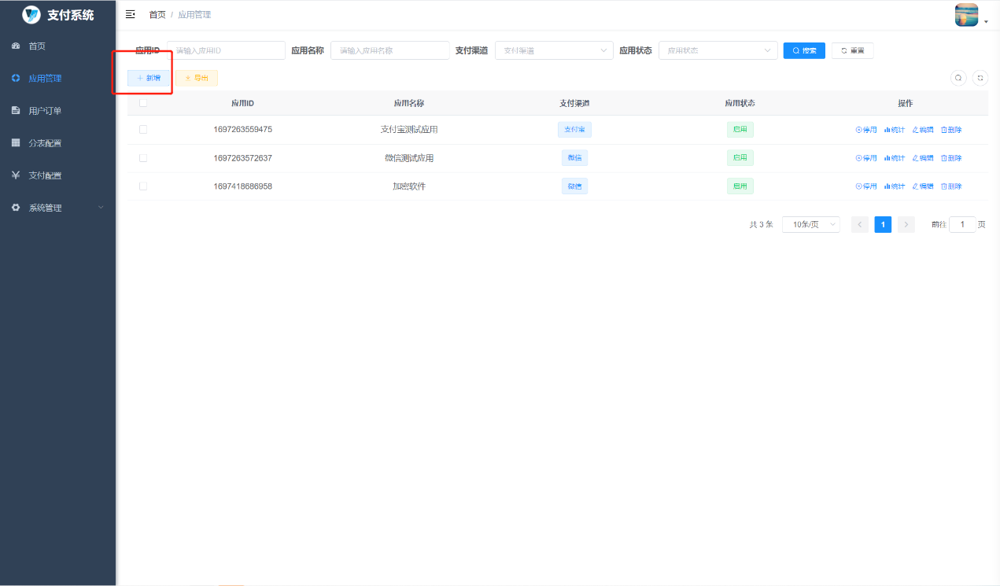 支付系统
首页 / 应用管理
首页
应用管理
用户订单
分表配置
支付配置
系统管理
应用ID 请输入应用ID 应用名称 请输入应用名称 支付渠道 支付渠道 应用状态 应用状态 搜索 重置
新增 导出
应用ID 应用名称 支付渠道 应用状态 操作
1697263559475 支付宝测试应用 支付宝 启用 停用 统计 编辑 删除
1697263572637 微信测试应用 微信 启用 停用 统计 编辑 删除
1697418686958 加密软件 微信 启用 停用 统计 编辑 删除
共 3 条 10条/页 1 前往 1 页